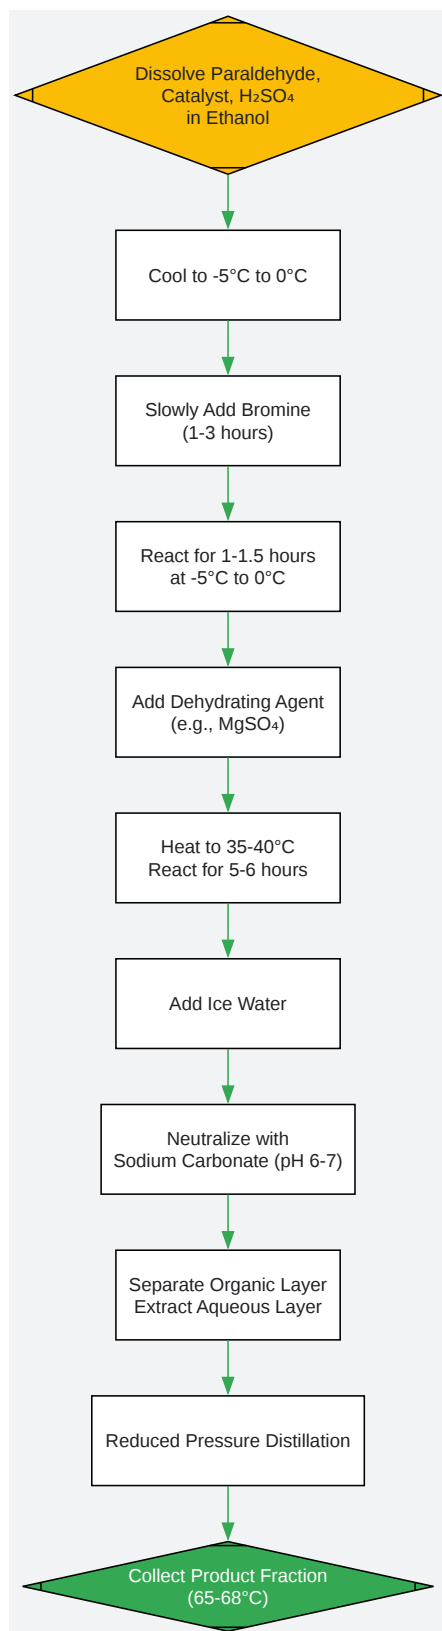 Dissolve Paraldehyde,
Catalyst, H₂SO₄
in Ethanol
Cool to -5°C to 0°C
Slowly Add Bromine
(1-3 hours)
React for 1-1.5 hours
at -5°C to 0°C
Add Dehydrating Agent
(e.g., MgSO₄)
Heat to 35-40°C
React for 5-6 hours
Add Ice Water
Neutralize with
Sodium Carbonate (pH 6-7)
Separate Organic Layer
Extract Aqueous Layer
Reduced Pressure Distillation
Collect Product Fraction
(65-68°C)